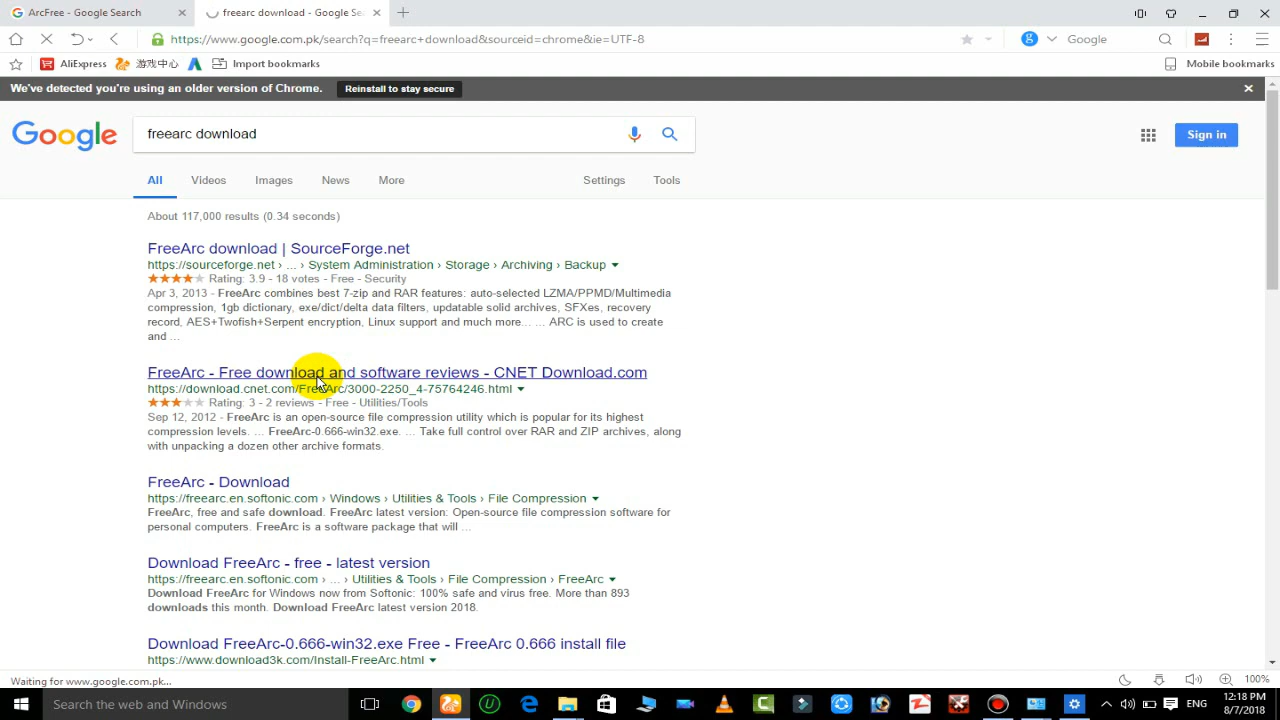 ArcFree - Google Search
freearc download - Google Se
https://www.google.com.pk/search?q=freearc+download&sourceid=chrome&ie=UTF-8
Google
AliExpress
游戏中心
Import bookmarks
Mobile bookmarks
We've detected you're using an older version of Chrome.
Reinstall to stay secure
Google
freearc download
Sign in
All
Videos
Images
News
More
Settings
Tools
About 117,000 results (0.34 seconds)
FreeArc download | SourceForge.net
https://sourceforge.net › ... › System Administration › Storage › Archiving › Backup
Rating: 3.9 - 18 votes - Free - Security
Apr 3, 2013 - FreeArc combines best 7-zip and RAR features: auto-selected LZMA/PPMD/Multimedia
compression, 1gb dictionary, exe/dict/delta data filters, updatable solid archives, SFXes, recovery
record, AES+Twofish+Serpent encryption, Linux support and much more... ... ARC is used to create
and ...
FreeArc - Free download and software reviews - CNET Download.com
https://download.cnet.com/FreeArc/3000-2250_4-75764246.html
Rating: 3 - 2 reviews - Free - Utilities/Tools
Sep 12, 2012 - FreeArc is an open-source file compression utility which is popular for its highest
compression levels. ... FreeArc-0.666-win32.exe. ... Take full control over RAR and ZIP archives, along
with unpacking a dozen other archive formats.
FreeArc - Download
https://freearc.en.softonic.com › Windows › Utilities & Tools › File Compression
FreeArc, free and safe download. FreeArc latest version: Open-source file compression software for
personal computers. FreeArc is a software package that will ...
Download FreeArc - free - latest version
https://freearc.en.softonic.com › ... › Utilities & Tools › File Compression › FreeArc
Download FreeArc for Windows now from Softonic: 100% safe and virus free. More than 893
downloads this month. Download FreeArc latest version 2018.
Download FreeArc-0.666-win32.exe Free - FreeArc 0.666 install file
https://www.download3k.com/Install-FreeArc.html
Waiting for www.google.com.pk...
100%
Search the web and Windows
ENG
12:18 PM
8/7/2018